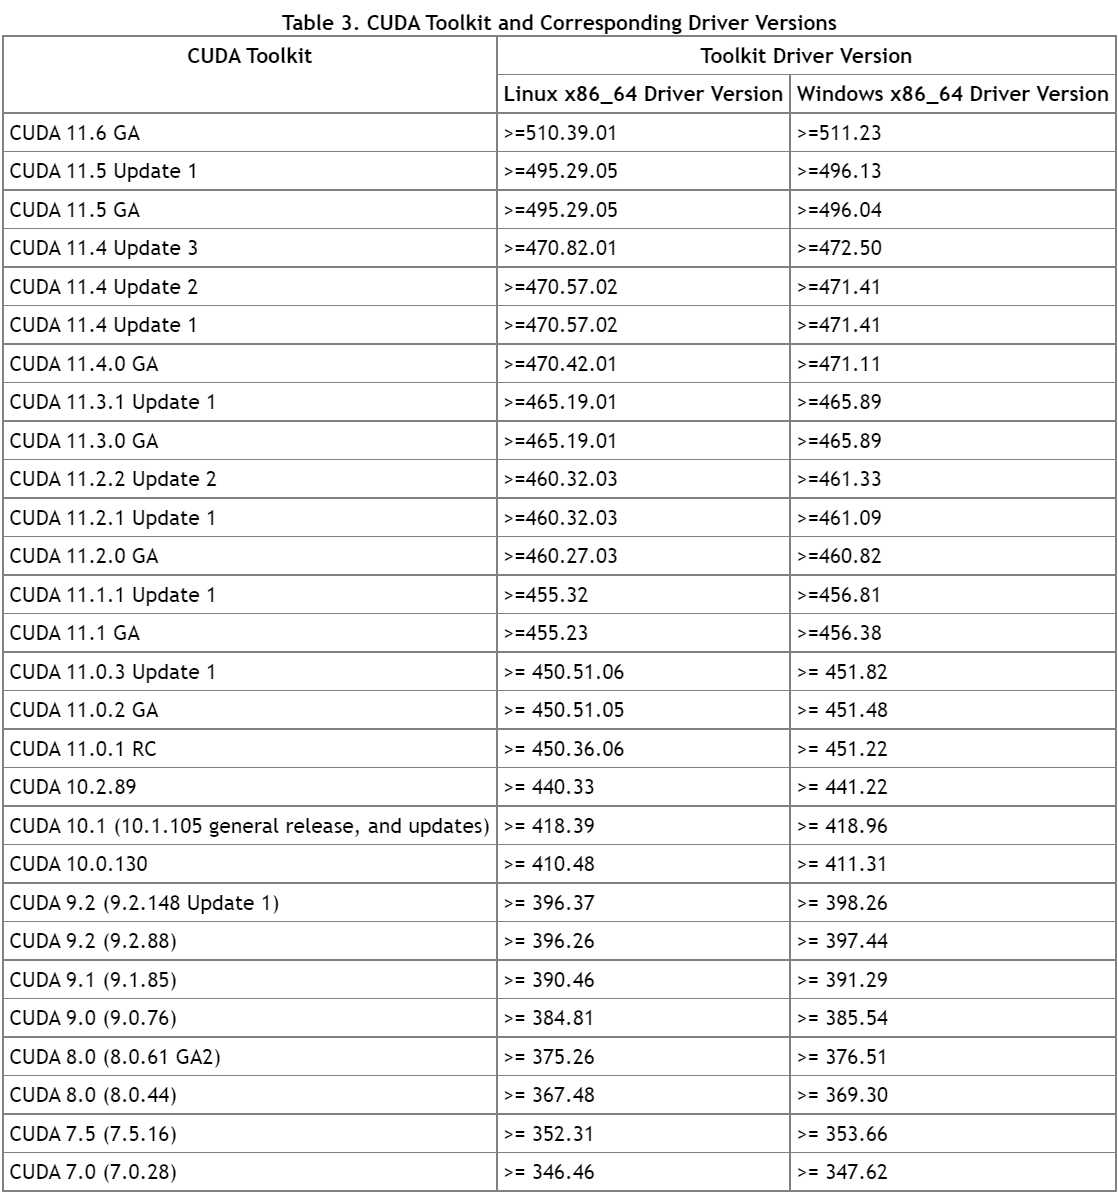 Table 3. CUDA Toolkit and Corresponding Driver Versions
CUDA Toolkit Toolkit Driver Version
Linux x86_64 Driver Version Windows x86_64 Driver Version
CUDA 11.6 GA >=510.39.01 >=511.23
CUDA 11.5 Update 1 >=495.29.05 >=496.13
CUDA 11.5 GA >=495.29.05 >=496.04
CUDA 11.4 Update 3 >=470.82.01 >=472.50
CUDA 11.4 Update 2 >=470.57.02 >=471.41
CUDA 11.4 Update 1 >=470.57.02 >=471.41
CUDA 11.4.0 GA >=470.42.01 >=471.11
CUDA 11.3.1 Update 1 >=465.19.01 >=465.89
CUDA 11.3.0 GA >=465.19.01 >=465.89
CUDA 11.2.2 Update 2 >=460.32.03 >=461.33
CUDA 11.2.1 Update 1 >=460.32.03 >=461.09
CUDA 11.2.0 GA >=460.27.03 >=460.82
CUDA 11.1.1 Update 1 >=455.32 >=456.81
CUDA 11.1 GA >=455.23 >=456.38
CUDA 11.0.3 Update 1 >= 450.51.06 >= 451.82
CUDA 11.0.2 GA >= 450.51.05 >= 451.48
CUDA 11.0.1 RC >= 450.36.06 >= 451.22
CUDA 10.2.89 >= 440.33 >= 441.22
CUDA 10.1 (10.1.105 general release, and updates) >= 418.39 >= 418.96
CUDA 10.0.130 >= 410.48 >= 411.31
CUDA 9.2 (9.2.148 Update 1) >= 396.37 >= 398.26
CUDA 9.2 (9.2.88) >= 396.26 >= 397.44
CUDA 9.1 (9.1.85) >= 390.46 >= 391.29
CUDA 9.0 (9.0.76) >= 384.81 >= 385.54
CUDA 8.0 (8.0.61 GA2) >= 375.26 >= 376.51
CUDA 8.0 (8.0.44) >= 367.48 >= 369.30
CUDA 7.5 (7.5.16) >= 352.31 >= 353.66
CUDA 7.0 (7.0.28) >= 346.46 >= 347.62